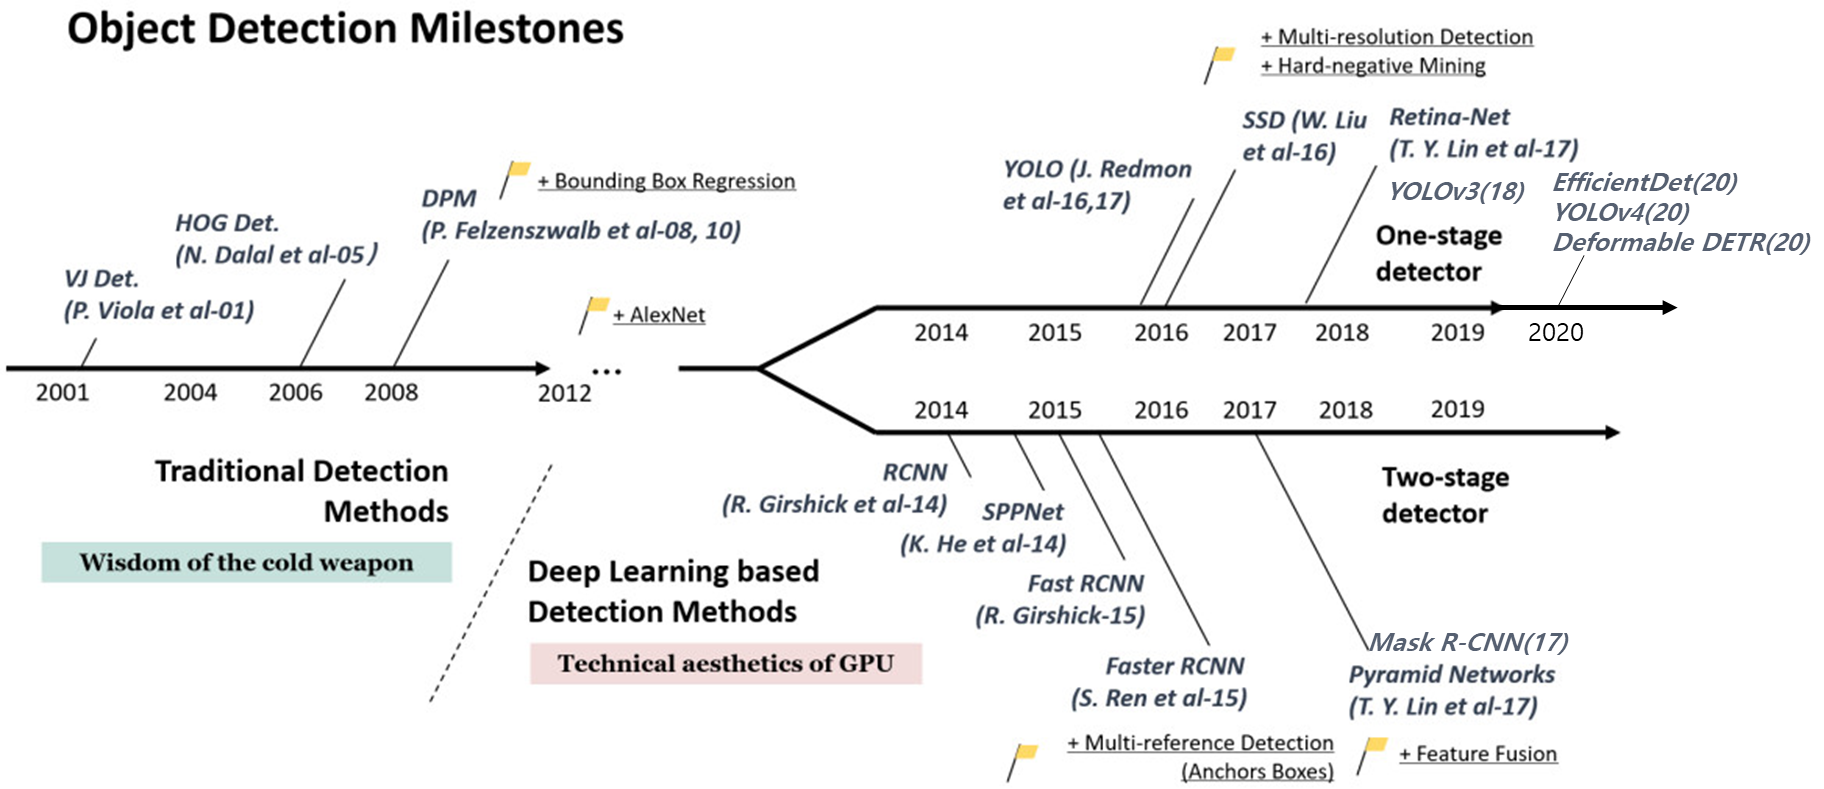 Object Detection Milestones
+ Multi-resolution Detection
+ Hard-negative Mining
SSD (W. Liu
et al-16)
Retina-Net
(T. Y. Lin et al-17)
YOLO (J. Redmon
et al-16,17)
YOLOv3(18)
EfficientDet(20)
YOLOv4(20)
Deformable DETR(20)
+ Bounding Box Regression
DPM
(P. Felzenszwalb et al-08, 10)
HOG Det.
(N. Dalal et al-05)
VJ Det.
(P. Viola et al-01)
One-stage
detector
+ AlexNet
2014 2015 2016 2017 2018 2019 2020
...
2001 2004 2006 2008 2012
2014 2015 2016 2017 2018 2019
Traditional Detection
Methods
Wisdom of the cold weapon
RCNN
(R. Girshick et al-14)
SPPNet
(K. He et al-14)
Two-stage
detector
Deep Learning based
Detection Methods
Technical aesthetics of GPU
Fast RCNN
(R. Girshick-15)
Faster RCNN
(S. Ren et al-15)
Mask R-CNN(17)
Pyramid Networks
(T. Y. Lin et al-17)
+ Multi-reference Detection
(Anchors Boxes)
+ Feature Fusion